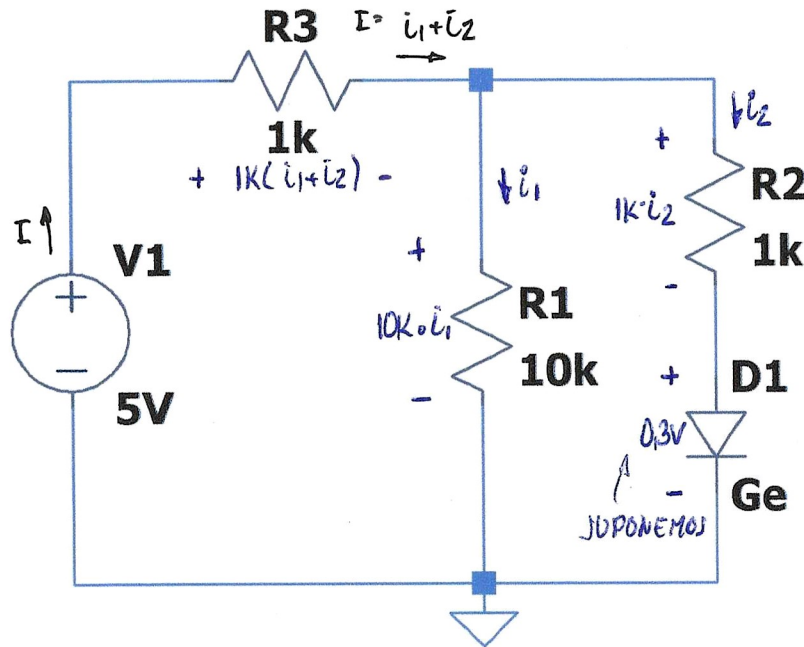 R3
I= i₁+i₂
1k
+ 1K(i₁+i₂) -
i₂
+
R2
1K·i₂
1k
-
I
V1
+
-
5V
i₁
+
10K·i₁
R1
10k
-
+
D1
0,3V
Ge
-
SUPONEMOS